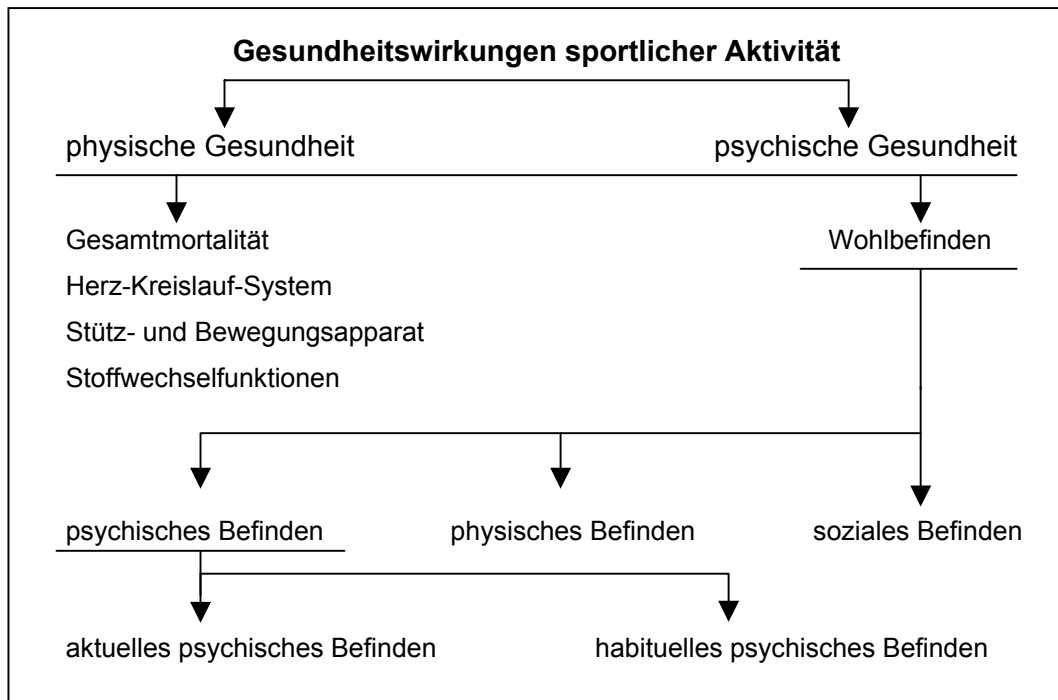 Gesundheitswirkungen sportlicher Aktivität
physische Gesundheit
psychische Gesundheit
Gesamtmortalität
Wohlbefinden
Herz-Kreislauf-System
Stütz- und Bewegungsapparat
Stoffwechselfunktionen
psychisches Befinden
physisches Befinden
soziales Befinden
aktuelles psychisches Befinden
habituelles psychisches Befinden